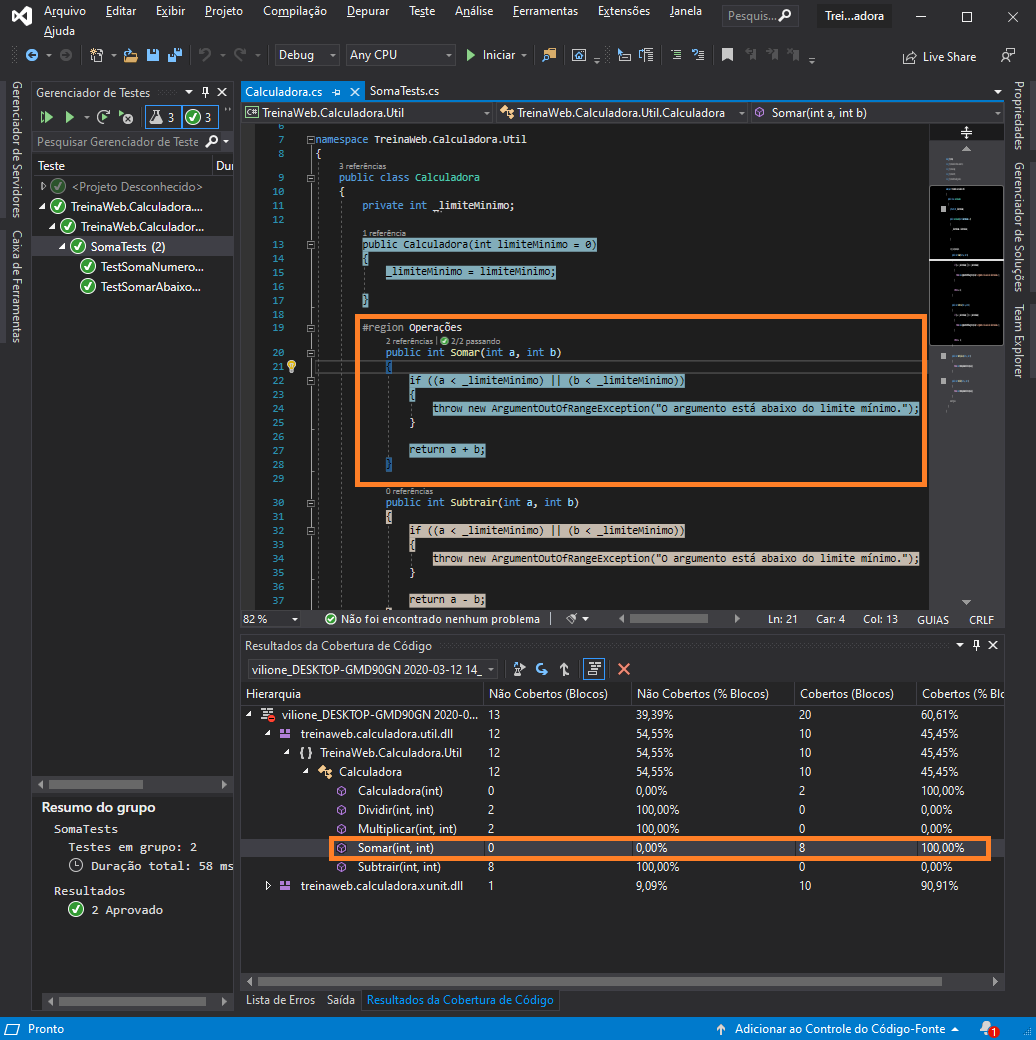 Arquivo Editar Exibir Projeto Compilação Depurar Teste Análise Ferramentas Extensões Janela Pesquis... Trei...adora
Ajuda
Debug Any CPU Iniciar Live Share
Gerenciador de Servidores
Caixa de Ferramentas
Gerenciador de Testes
3 3
Pesquisar Gerenciador de Teste
Teste Dur
<Projeto Desconhecido>
TreinaWeb.Calculadora....
TreinaWeb.Calculador...
SomaTests (2)
TestSomaNumero...
TestSomarAbaixo...
Resumo do grupo
SomaTests
Testes em grupo: 2
Duração total: 58 ms
Resultados
2 Aprovado
Calculadora.cs SomaTests.cs
TreinaWeb.Calculadora.Util TreinaWeb.Calculadora.Util.Calculadora Somar(int a, int b)
6
7 namespace TreinaWeb.Calculadora.Util
8 {
3 referências
9 public class Calculadora
10 {
11 private int _limiteMinimo;
12
1 referência
13 public Calculadora(int limiteMinimo = 0)
14 {
15 _limiteMinimo = limiteMinimo;
16
17 }
18
19 #region Operações
2 referências | 2/2 passando
20 public int Somar(int a, int b)
21 {
22 if ((a < _limiteMinimo) || (b < _limiteMinimo))
23 {
24 throw new ArgumentOutOfRangeException("O argumento está abaixo do limite mínimo.");
25 }
26
27 return a + b;
28 }
29
0 referências
30 public int Subtrair(int a, int b)
31 {
32 if ((a < _limiteMinimo) || (b < _limiteMinimo))
33 {
34 throw new ArgumentOutOfRangeException("O argumento está abaixo do limite mínimo.");
35 }
36
37 return a - b;
82 % Não foi encontrado nenhum problema Ln: 21 Car: 4 Col: 13 GUIAS CRLF
Propriedades
Gerenciador de Soluções
Team Explorer
Resultados da Cobertura de Código
vilione_DESKTOP-GMD90GN 2020-03-12 14_
Hierarquia Não Cobertos (Blocos) Não Cobertos (% Blocos) Cobertos (Blocos) Cobertos (% Blc
vilione_DESKTOP-GMD90GN 2020-0... 13 39,39% 20 60,61%
treinaweb.calculadora.util.dll 12 54,55% 10 45,45%
{ } TreinaWeb.Calculadora.Util 12 54,55% 10 45,45%
Calculadora 12 54,55% 10 45,45%
Calculadora(int) 0 0,00% 2 100,00%
Dividir(int, int) 2 100,00% 0 0,00%
Multiplicar(int, int) 2 100,00% 0 0,00%
Somar(int, int) 0 0,00% 8 100,00%
Subtrair(int, int) 8 100,00% 0 0,00%
treinaweb.calculadora.xunit.dll 1 9,09% 10 90,91%
Lista de Erros Saída Resultados da Cobertura de Código
Pronto Adicionar ao Controle do Código-Fonte 1